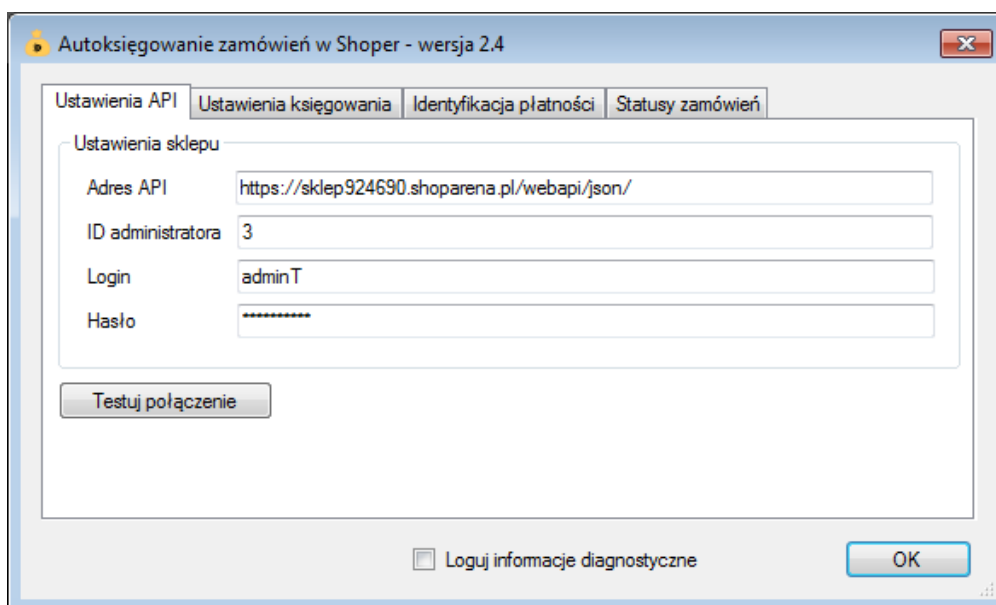 Autoksięgowanie zamówień w Shoper - wersja 2.4
Ustawienia API Ustawienia księgowania Identyfikacja płatności Statusy zamówień
Ustawienia sklepu
Adres API https://sklep924690.shoparena.pl/webapi/json/
ID administratora 3
Login adminT
Hasło **********
Testuj połączenie
Loguj informacje diagnostyczne OK